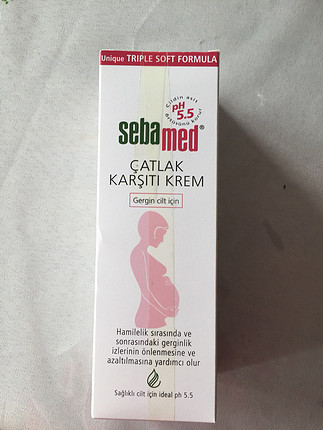 Unique TRIPLE SOFT FORMULA
Cildin asit
pH
5.5
sebamed®
ÇATLAK
KARŞITI KREM
Gergin cilt için
Hamilelik sırasında ve
sonrasındaki gerginlik
izlerinin önlenmesine ve
azaltılmasına yardımcı olur
Sağlıklı cilt için ideal ph 5.5